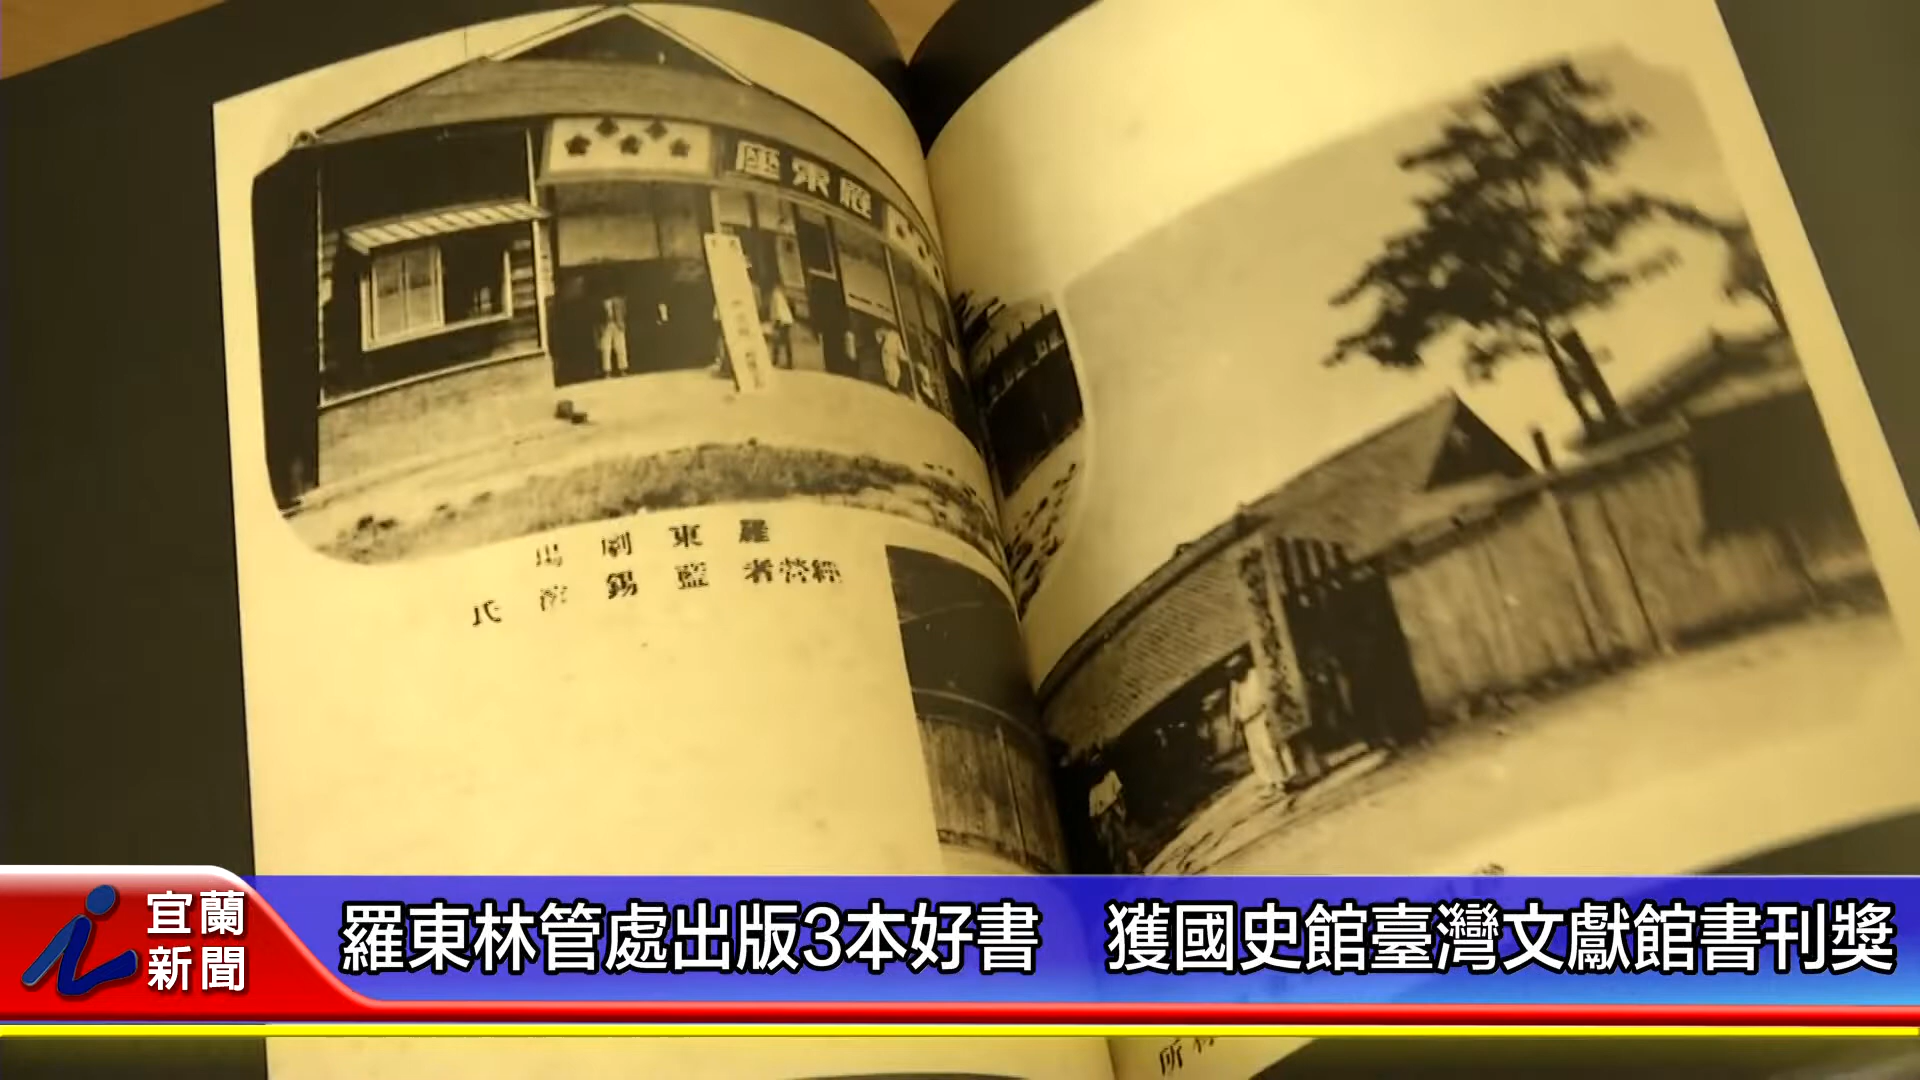 座東羅
場劇東羅
氏 錫藍者營經
宜蘭
新聞
羅東林管處出版3本好書 獲國史館臺灣文獻館書刊獎
所